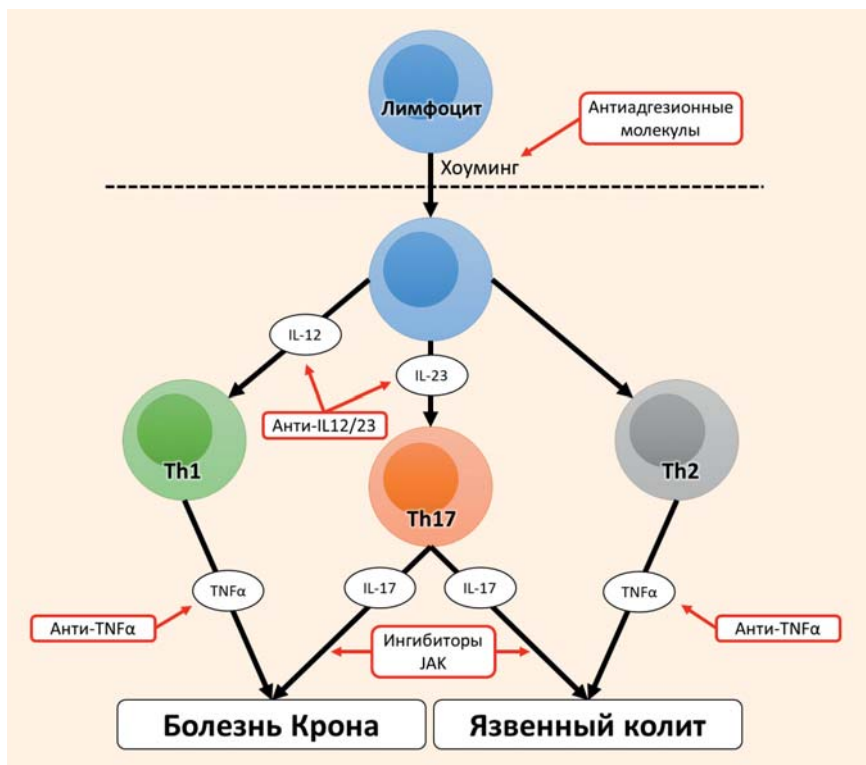 Лимфоцит
Антиадгезионные
молекулы
Хоуминг
IL-12
IL-23
Анти-IL12/23
Th1
Th17
Th2
TNFα
IL-17
IL-17
TNFα
Анти-TNFα
Ингибиторы
JAK
Анти-TNFα
Болезнь Крона
Язвенный колит